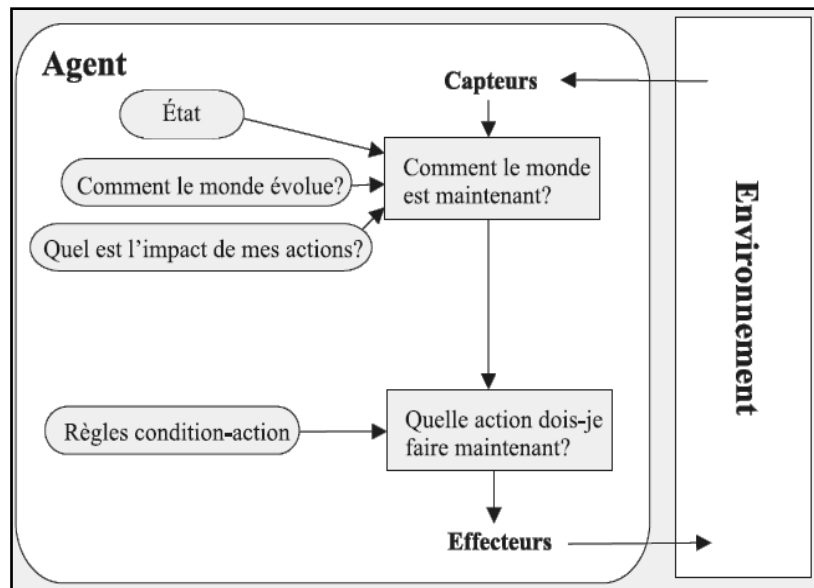 Agent
Capteurs
État
Comment le monde
est maintenant?
Comment le monde évolue?
Quel est l’impact de mes actions?
Environnement
Règles condition-action
Quelle action dois-je
faire maintenant?
Effecteurs